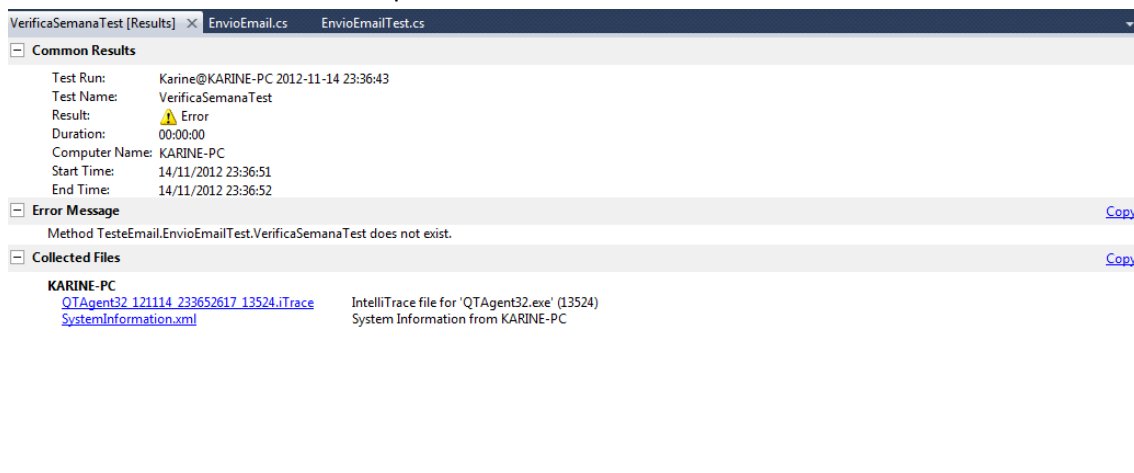 VerificaSemanaTest [Results] EnvioEmail.cs EnvioEmailTest.cs
Common Results
Test Run: Karine@KARINE-PC 2012-11-14 23:36:43
Test Name: VerificaSemanaTest
Result: Error
Duration: 00:00:00
Computer Name: KARINE-PC
Start Time: 14/11/2012 23:36:51
End Time: 14/11/2012 23:36:52
Error Message Copy
Method TesteEmail.EnvioEmailTest.VerificaSemanaTest does not exist.
Collected Files Copy
KARINE-PC
QTAgent32_121114_233652617_13524.iTrace IntelliTrace file for 'QTAgent32.exe' (13524)
SystemInformation.xml System Information from KARINE-PC